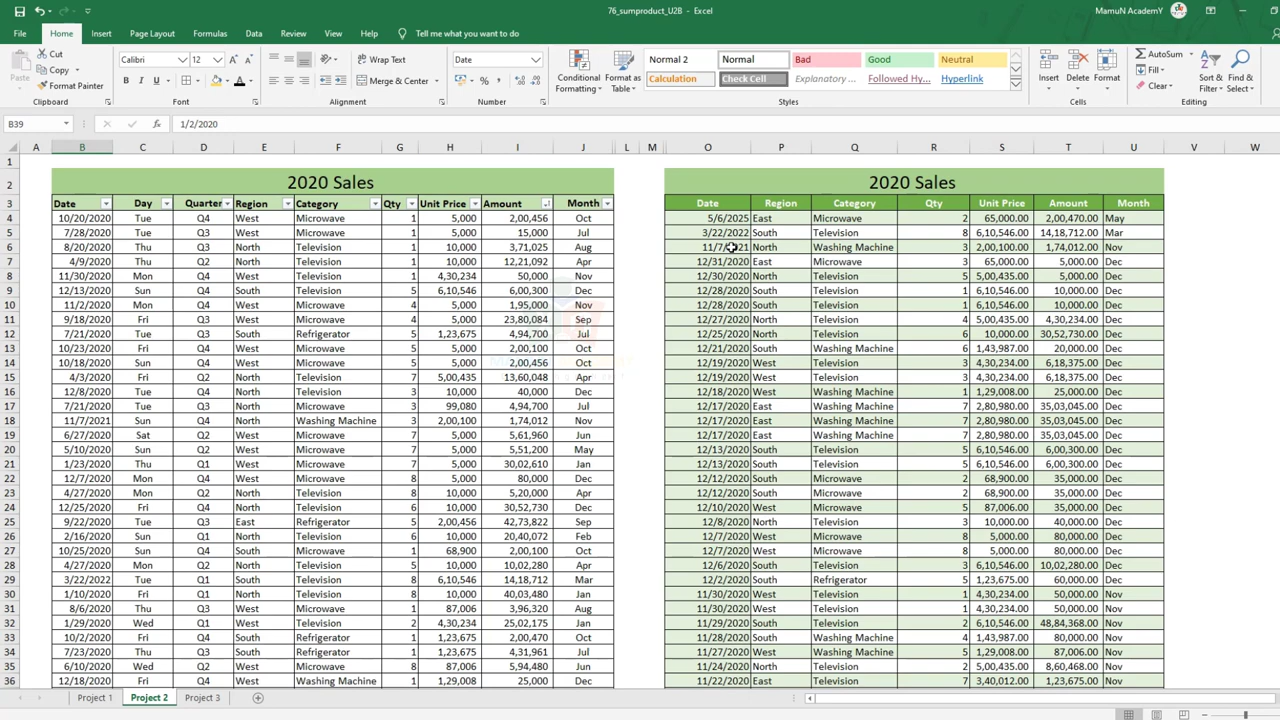 76_sumproduct_U2B - Excel
MamuN AcademY
File Home Insert Page Layout Formulas Data Review View Help Tell me what you want to do
Paste Cut Copy Format Painter
Calibri 12
B I U
Wrap Text
Merge & Center
Date
Conditional Formatting Format as Table
Normal 2 Normal Bad Good Neutral
Calculation Check Cell Explanatory ... Followed Hy... Hyperlink
Insert Delete Format
AutoSum Fill Clear
Sort & Filter Find & Select
Clipboard Font Alignment Number Styles Cells Editing
B39 fx 1/2/2020
A B C D E F G H I J L M O P Q R S T U V W
1
2 2020 Sales 2020 Sales
3 Date Day Quarter Region Category Qty Unit Price Amount Month Date Region Category Qty Unit Price Amount Month
4 10/20/2020 Tue Q4 West Microwave 1 5,000 2,00,456 Oct 5/6/2025 East Microwave 2 65,000.00 2,00,470.00 May
5 7/28/2020 Tue Q3 West Microwave 1 5,000 15,000 Jul 3/22/2022 South Television 8 6,10,546.00 14,18,712.00 Mar
6 8/20/2020 Thu Q3 North Television 1 10,000 3,71,025 Aug 11/7/2021 North Washing Machine 3 2,00,100.00 1,74,012.00 Nov
7 4/9/2020 Thu Q2 North Television 1 10,000 12,21,092 Apr 12/31/2020 East Microwave 3 65,000.00 5,000.00 Dec
8 11/30/2020 Mon Q4 West Television 1 4,30,234 50,000 Nov 12/30/2020 North Television 5 5,00,435.00 5,000.00 Dec
9 12/13/2020 Sun Q4 South Television 5 6,10,546 6,00,300 Dec 12/28/2020 South Television 1 6,10,546.00 10,000.00 Dec
10 11/2/2020 Mon Q4 West Microwave 4 5,000 1,95,000 Nov 12/28/2020 South Television 1 6,10,546.00 10,000.00 Dec
11 9/18/2020 Fri Q3 West Microwave 4 5,000 23,80,084 Sep 12/27/2020 North Television 4 5,00,435.00 4,30,234.00 Dec
12 7/21/2020 Tue Q3 South Refrigerator 5 1,23,675 4,94,700 Jul 12/25/2020 North Television 6 10,000.00 30,52,730.00 Dec
13 10/23/2020 Fri Q4 West Microwave 5 5,000 2,00,100 Oct 12/21/2020 South Washing Machine 6 1,43,987.00 20,000.00 Dec
14 10/18/2020 Sun Q4 West Microwave 5 5,000 2,00,456 Oct 12/19/2020 West Television 3 4,30,234.00 6,18,375.00 Dec
15 4/3/2020 Fri Q2 North Television 7 5,00,435 13,60,048 Apr 12/19/2020 West Television 3 4,30,234.00 6,18,375.00 Dec
16 12/8/2020 Tue Q4 North Television 3 10,000 40,000 Dec 12/18/2020 West Washing Machine 1 1,29,008.00 25,000.00 Dec
17 7/21/2020 Tue Q3 North Microwave 3 99,080 4,94,700 Jul 12/17/2020 East Washing Machine 7 2,80,980.00 35,03,045.00 Dec
18 11/7/2021 Sun Q4 North Washing Machine 3 2,00,100 1,74,012 Nov 12/17/2020 East Washing Machine 7 2,80,980.00 35,03,045.00 Dec
19 6/27/2020 Sat Q2 West Microwave 7 5,000 5,61,960 Jun 12/17/2020 East Washing Machine 7 2,80,980.00 35,03,045.00 Dec
20 5/10/2020 Sun Q2 West Microwave 7 5,000 5,51,200 May 12/13/2020 South Television 5 6,10,546.00 6,00,300.00 Dec
21 1/23/2020 Thu Q1 West Microwave 7 5,000 30,02,610 Jan 12/13/2020 South Television 5 6,10,546.00 6,00,300.00 Dec
22 12/7/2020 Mon Q4 West Microwave 8 5,000 80,000 Dec 12/12/2020 South Microwave 2 68,900.00 35,000.00 Dec
23 4/27/2020 Mon Q2 North Television 1 10,000 5,20,000 Apr 12/12/2020 South Microwave 2 68,900.00 35,000.00 Dec
24 12/25/2020 Fri Q4 North Television 6 10,000 30,52,730 Dec 12/10/2020 West Microwave 5 87,006.00 35,000.00 Dec
25 9/22/2020 Tue Q3 East Refrigerator 5 2,00,456 42,73,822 Sep 12/8/2020 North Television 3 10,000.00 40,000.00 Dec
26 2/16/2020 Sun Q1 North Television 6 10,000 20,40,072 Feb 12/7/2020 West Microwave 8 5,000.00 80,000.00 Dec
27 10/25/2020 Sun Q4 South Microwave 1 68,900 2,00,100 Oct 12/7/2020 West Microwave 8 5,000.00 80,000.00 Dec
28 4/27/2020 Mon Q2 North Television 5 10,000 10,02,280 Apr 12/6/2020 South Television 3 6,10,546.00 10,02,280.00 Dec
29 3/22/2022 Tue Q1 South Television 8 6,10,546 14,18,712 Mar 12/2/2020 South Refrigerator 5 1,23,675.00 60,000.00 Dec
30 1/10/2020 Fri Q1 North Television 8 10,000 40,03,480 Jan 11/30/2020 West Television 1 4,30,234.00 50,000.00 Nov
31 8/6/2020 Thu Q3 West Microwave 4 87,006 3,96,320 Aug 11/30/2020 West Television 1 4,30,234.00 50,000.00 Nov
32 1/29/2020 Wed Q1 West Television 2 4,30,234 25,02,175 Jan 11/29/2020 South Television 2 6,10,546.00 48,84,368.00 Nov
33 10/2/2020 Fri Q4 South Refrigerator 1 1,23,675 2,00,470 Oct 11/28/2020 South Washing Machine 4 1,43,987.00 80,000.00 Nov
34 7/23/2020 Thu Q3 South Refrigerator 1 1,23,675 4,31,961 Jul 11/27/2020 West Washing Machine 5 1,29,008.00 87,006.00 Nov
35 6/10/2020 Wed Q2 West Microwave 8 87,006 5,94,480 Jun 11/24/2020 North Television 2 5,00,435.00 8,60,468.00 Nov
36 12/18/2020 Fri Q4 West Washing Machine 1 1,29,008 25,000 Dec 11/22/2020 East Television 7 3,40,012.00 1,23,675.00 Nov
Project 1 Project 2 Project 3